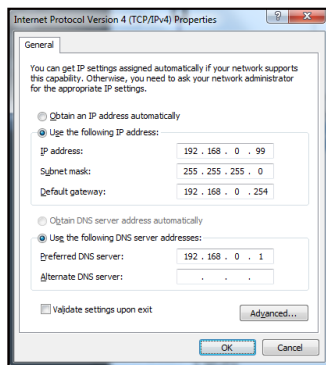 Internet Protocol Version 4 (TCP/IPv4) Properties
General
You can get IP settings assigned automatically if your network supports
this capability. Otherwise, you need to ask your network administrator
for the appropriate IP settings.
Obtain an IP address automatically
Use the following IP address:
IP address: 192 . 168 . 0 . 99
Subnet mask: 255 . 255 . 255 . 0
Default gateway: 192 . 168 . 0 . 254
Obtain DNS server address automatically
Use the following DNS server addresses:
Preferred DNS server: 192 . 168 . 0 . 1
Alternate DNS server: . . .
Validate settings upon exit
Advanced...
OK Cancel